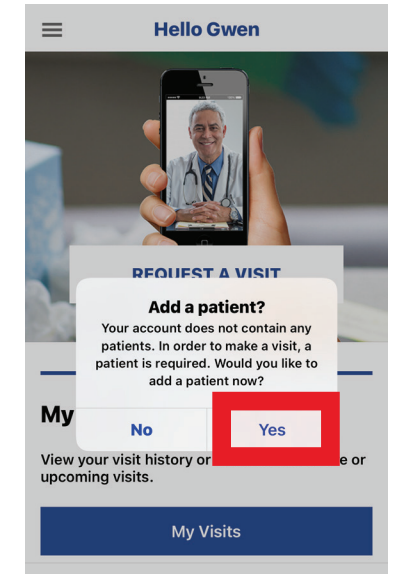 Hello Gwen
REQUEST A VISIT
Add a patient?
Your account does not contain any
patients. In order to make a visit, a
patient is required. Would you like to
add a patient now?
No
Yes
My
View your visit history or e or
upcoming visits.
My Visits